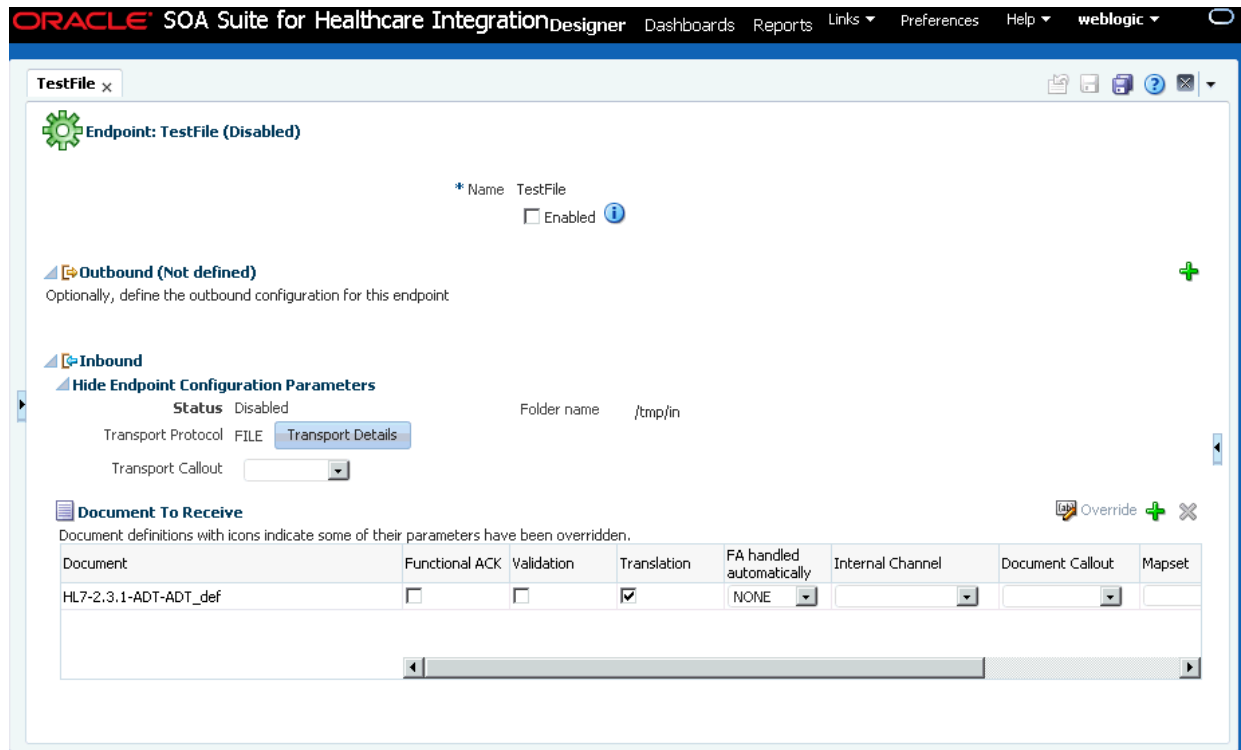 ORACLE® SOA Suite for Healthcare Integration Designer Dashboards Reports Links Preferences Help weblogic
TestFile x
Endpoint: TestFile (Disabled)
* Name TestFile
Enabled
Outbound (Not defined)
Optionally, define the outbound configuration for this endpoint
Inbound
Hide Endpoint Configuration Parameters
Status Disabled Folder name /tmp/in
Transport Protocol FILE Transport Details
Transport Callout
Document To Receive Override
Document definitions with icons indicate some of their parameters have been overridden.
Document Functional ACK Validation Translation FA handled automatically Internal Channel Document Callout Mapset
HL7-2.3.1-ADT-ADT_def NONE